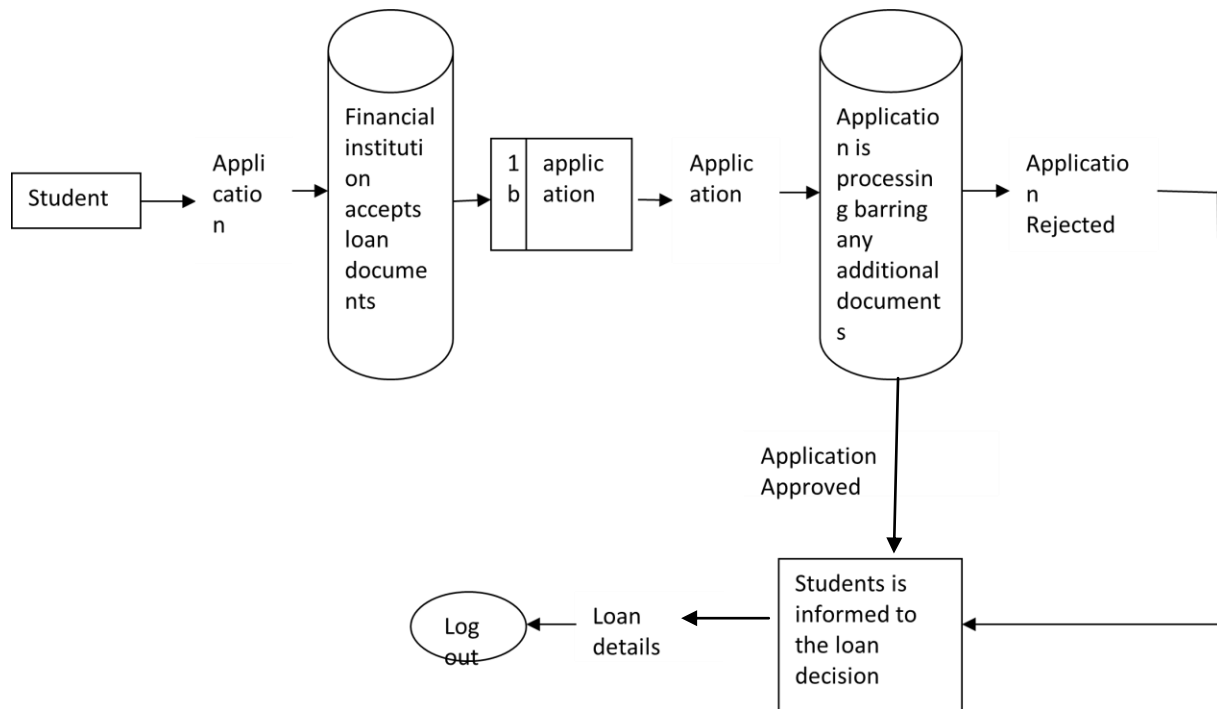 Student
Appli
catio
n
Financial
instituti
on
accepts
loan
docume
nts
1
b
applic
ation
Applic
ation
Applicatio
n is
processin
g barring
any
additional
document
s
Applicatio
n
Rejected
Application
Approved
Students is
informed to
the loan
decision
Loan
details
Log
out